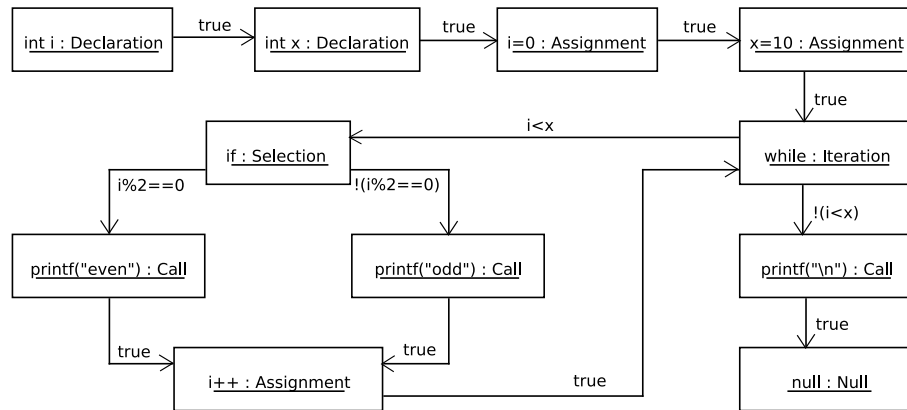 int i : Declaration
true
int x : Declaration
true
i=0 : Assignment
true
x=10 : Assignment
true
i<x
if : Selection
while : Iteration
i%2==0
!(i%2==0)
!(i<x)
printf("even") : Call
printf("odd") : Call
printf("\n") : Call
true
true
true
i++ : Assignment
true
null : Null